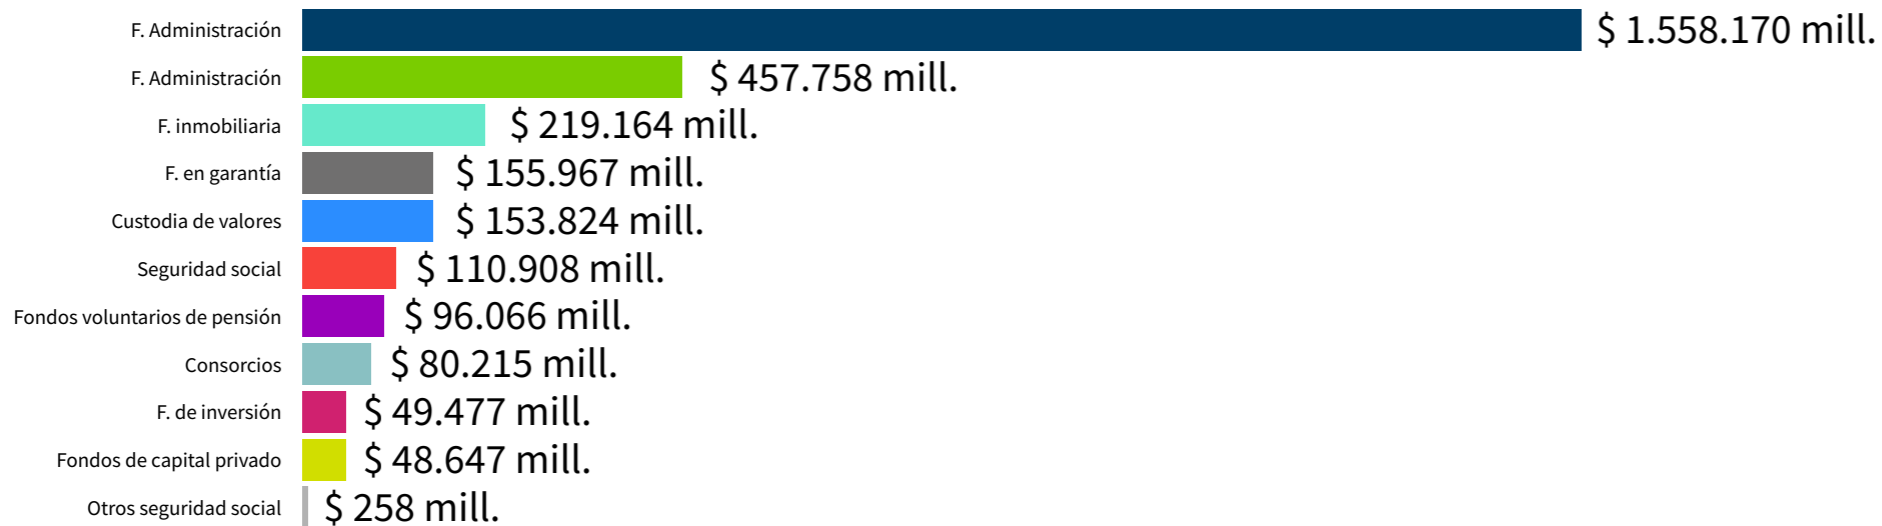 F. Administración $ 1.558.170 mill.
F. Administración $ 457.758 mill.
F. inmobiliaria $ 219.164 mill.
F. en garantía $ 155.967 mill.
Custodia de valores $ 153.824 mill.
Seguridad social $ 110.908 mill.
Fondos voluntarios de pensión $ 96.066 mill.
Consorcios $ 80.215 mill.
F. de inversión $ 49.477 mill.
Fondos de capital privado $ 48.647 mill.
Otros seguridad social $ 258 mill.